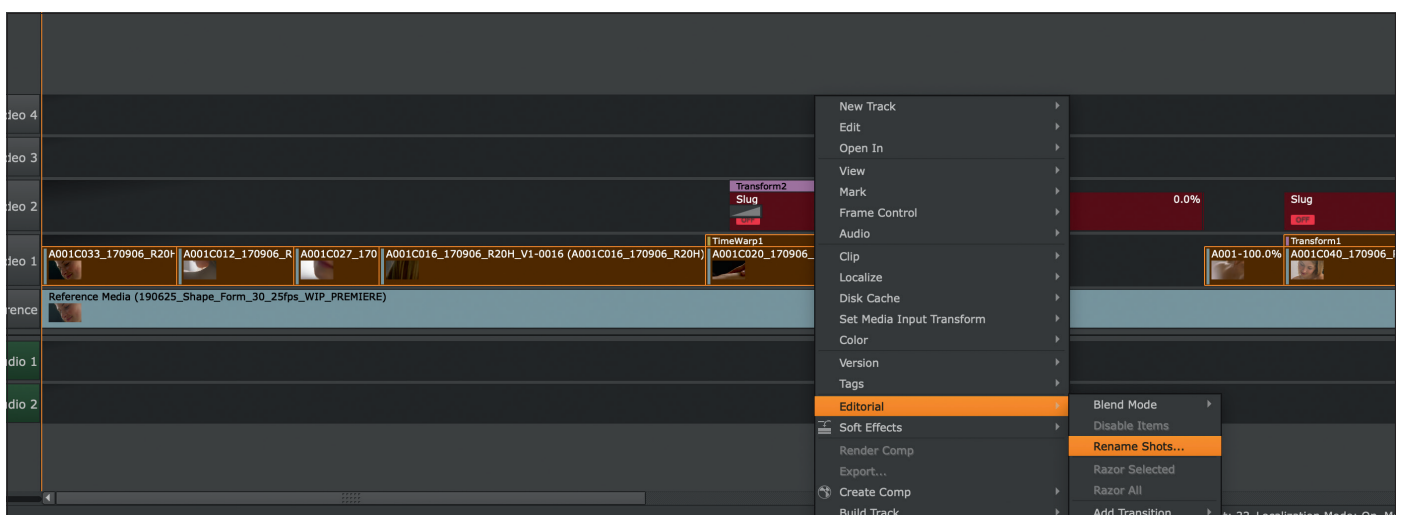 New Track
Edit
deo 4
Open In
deo 3
View
Transform2
Mark
Slug
0.0%
Slug
deo 2
Frame Control
OFF
OFF
Audio
TimeWarp1
Transform1
deo 1
A001C033_170906_R20H
A001C012_170906_R
A001C027_170
A001C016_170906_R20H_V1-0016 (A001C016_170906_R20H)
A001C020_170906_
Clip
A001-100.0%
A001C040_170906_
Localize
Reference Media (190625_Shape_Form_30_25fps_WIP_PREMIERE)
rence
Disk Cache
Set Media Input Transform
Color
dio 1
Version
Tags
dio 2
Editorial
Blend Mode
Soft Effects
Disable Items
Render Comp
Rename Shots...
Export...
Razor Selected
Create Comp
Razor All
Build Track
Add Transition